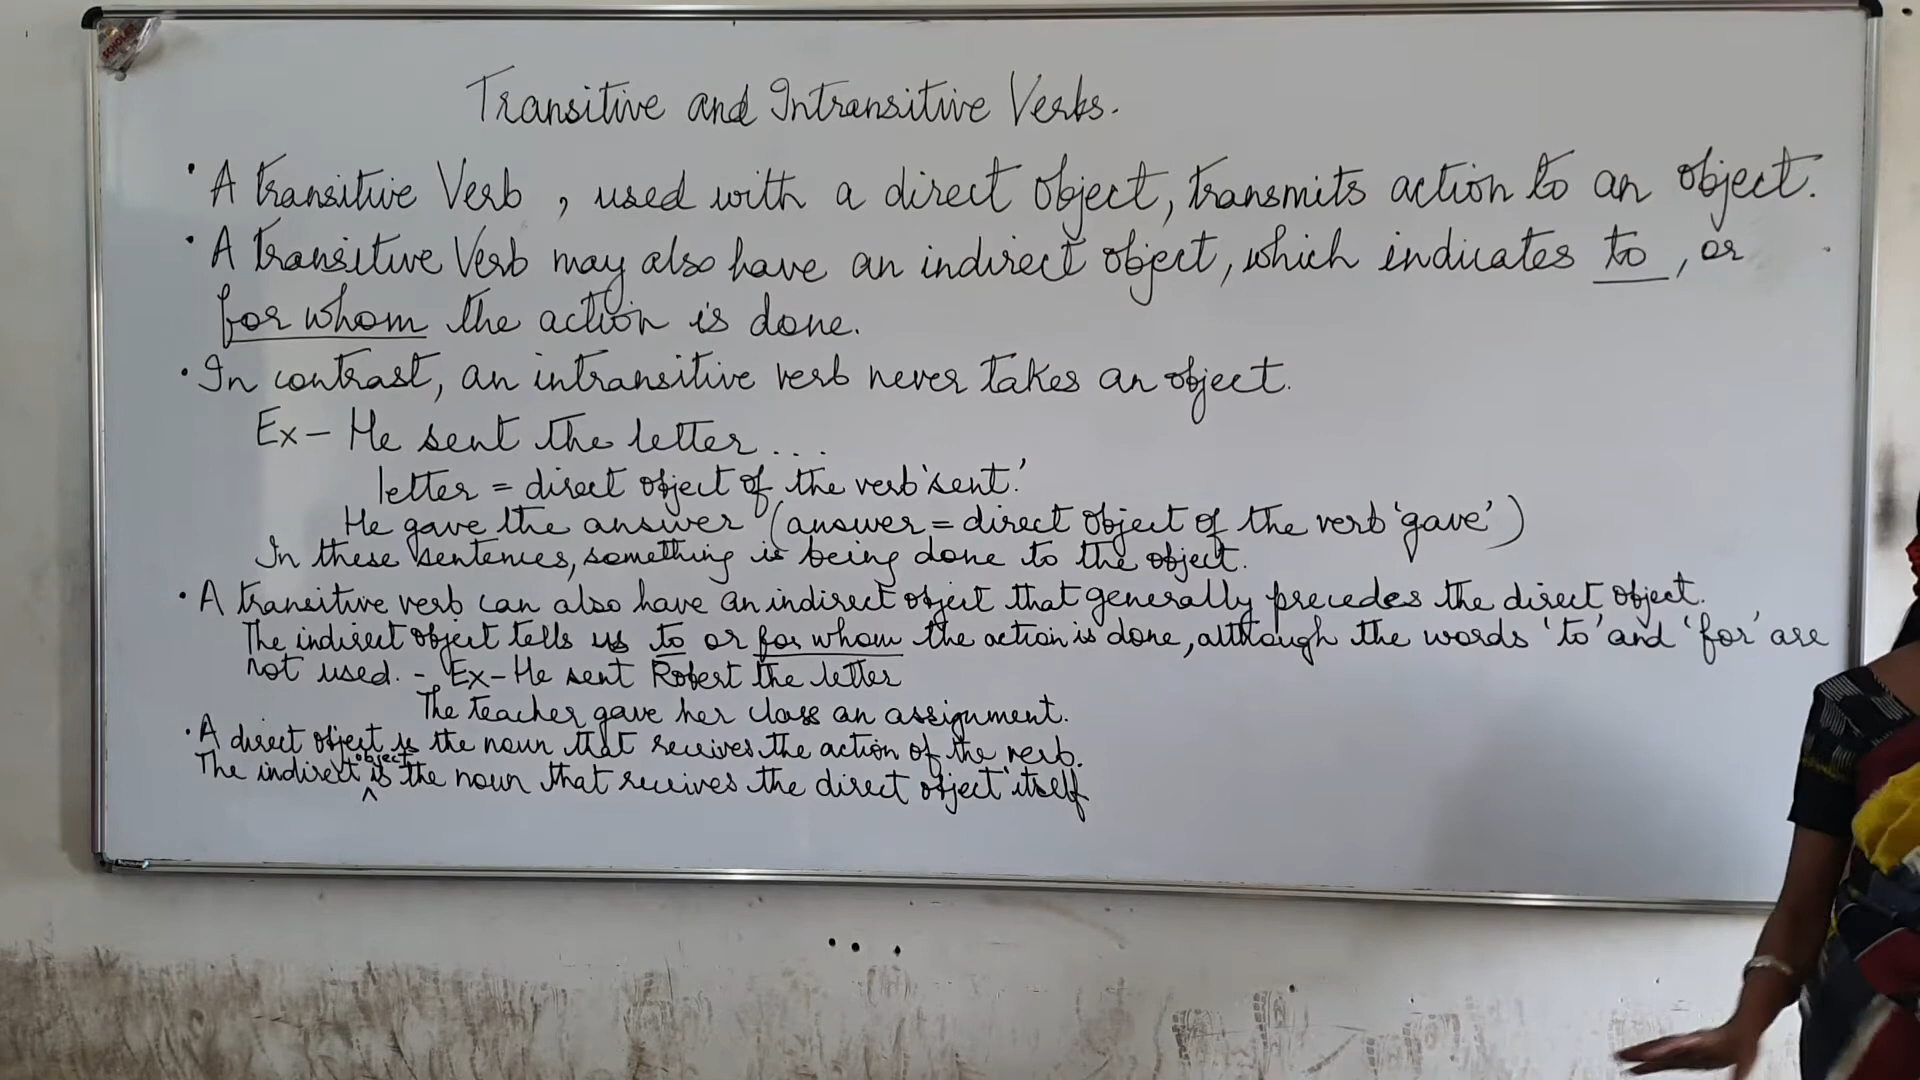 Transitive and Intransitive Verbs.
• A transitive Verb , used with a direct object, transmits action to an object.
• A transitive Verb may also have an indirect object, which indicates to , or
for whom the action is done.
• In contrast, an intransitive verb never takes an object.
Ex - He sent the letter ...
letter = direct object of the verb 'sent.'
He gave the answer (answer = direct object of the verb 'gave')
In these sentences, something is being done to the object.
• A transitive verb can also have an indirect object that generally precedes the direct object.
The indirect object tells us to or for whom the action is done, although the words 'to' and 'for' are
not used. - Ex - He sent Robert the letter
The teacher gave her class an assignment.
• A direct object is the noun that receives the action of the verb.
The indirect object is the noun that receives the direct object itself